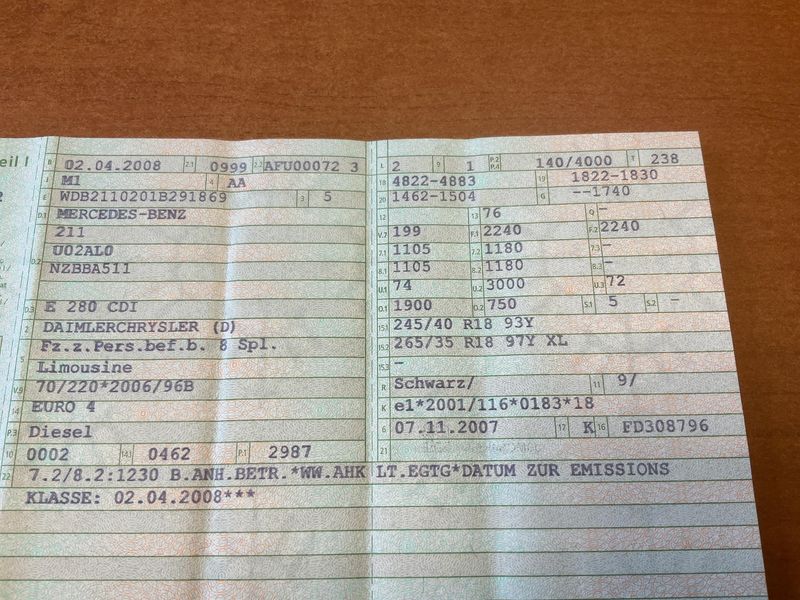 eil I
B 02.04.2008 2.1 0999 2.2 AFU00072 3
J M1 4 AA
E WDB2110201B291869 3 5
D.1 MERCEDES-BENZ
211
D.2 U02AL0
NZBBA511
D.3 E 280 CDI
2 DAIMLERCHRYSLER (D)
5 Fz.z.Pers.bef.b. 8 Spl.
Limousine
V.9 70/220*2006/96B
14 EURO 4
P.3 Diesel
10 0002 14.1 0462 P.1 2987
L 2 9 1 P.2 P.4 140/4000 T 238
18 4822-4883 19 1822-1830
20 1462-1504 G --1740
12 - 13 76 Q -
V.7 199 F.1 2240 F.2 2240
7.1 1105 7.2 1180 7.3 -
8.1 1105 8.2 1180 8.3 -
U.1 74 U.2 3000 U.3 72
O.1 1900 O.2 750 S.1 5 S.2 -
15.1 245/40 R18 93Y
15.2 265/35 R18 97Y XL
15.3 -
R Schwarz/ 11 9/
K e1*2001/116*0183*18
6 07.11.2007 17 K 16 FD308796
21
22 7.2/8.2:1230 B.ANH.BETR.*WW.AHK LT.EGTG*DATUM ZUR EMISSIONS
KLASSE: 02.04.2008***